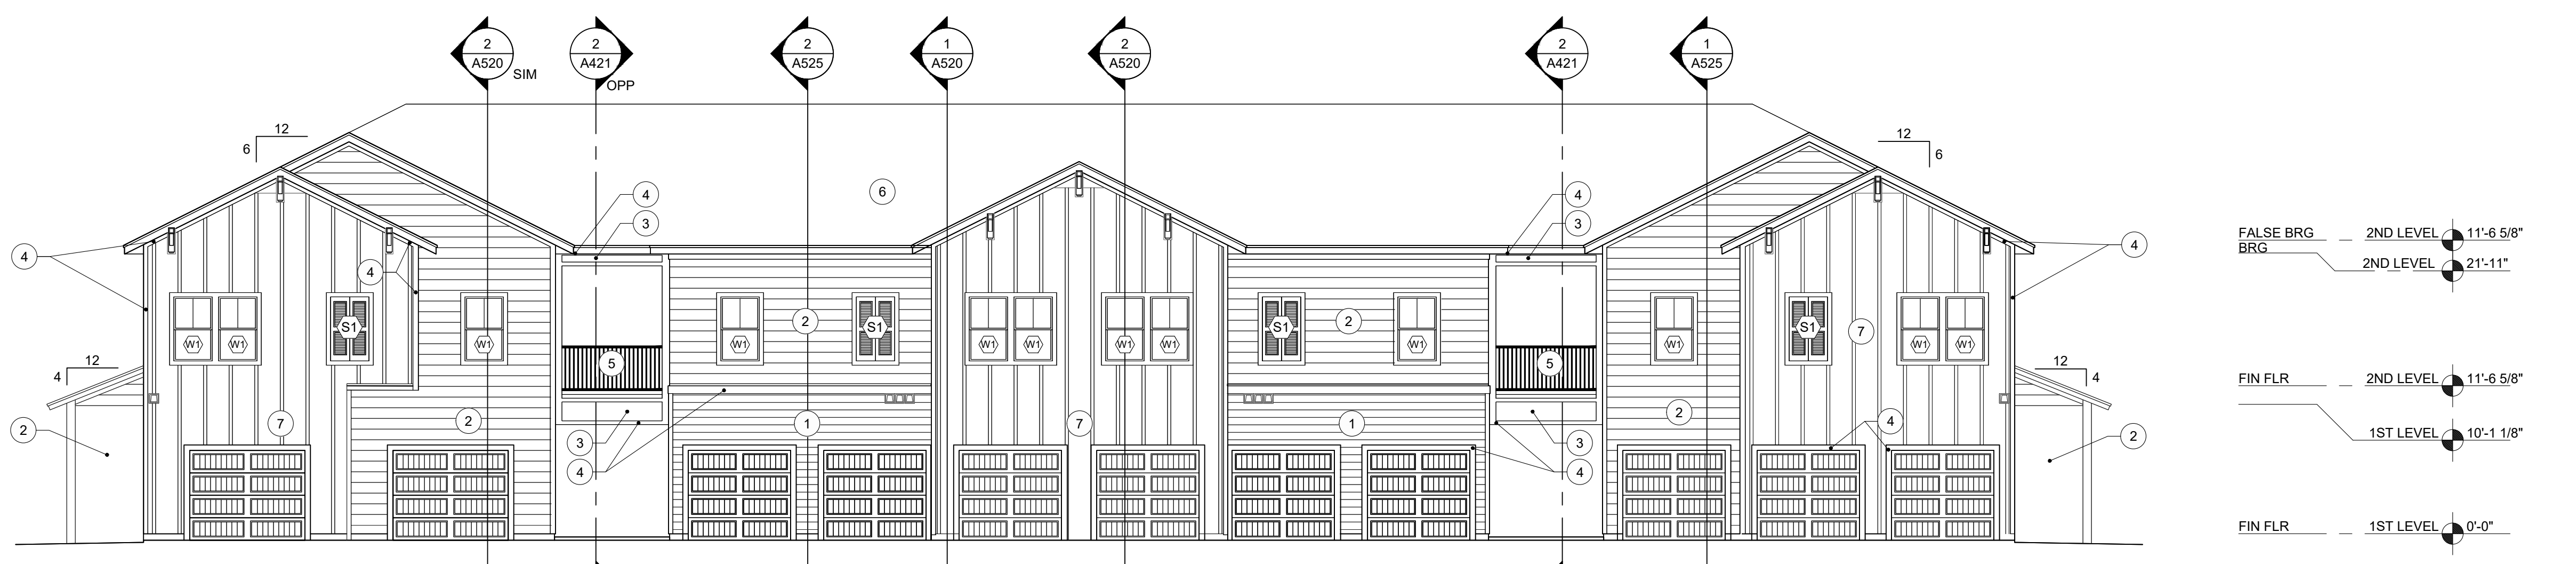 2 2 2 1 2 2 1
A520 A421 A525 A520 A520 A421 A525
SIM
OPP
12 12
6 6
6
4 4
3 3
FALSE BRG 2ND LEVEL 11'-6 5/8"
BRG
2ND LEVEL 21'-11"
4 4 4
2 S1 S1 2 S1 S1 7
W1 W1 W1 W1 W1 W1 W1 W1 W1 W1 W1 W1
12 12
4 5 5 4
FIN FLR 2ND LEVEL 11'-6 5/8"
2 7 2 1 7 1 2 4 2
3 3
1ST LEVEL 10'-1 1/8"
4 4
FIN FLR 1ST LEVEL 0'-0"